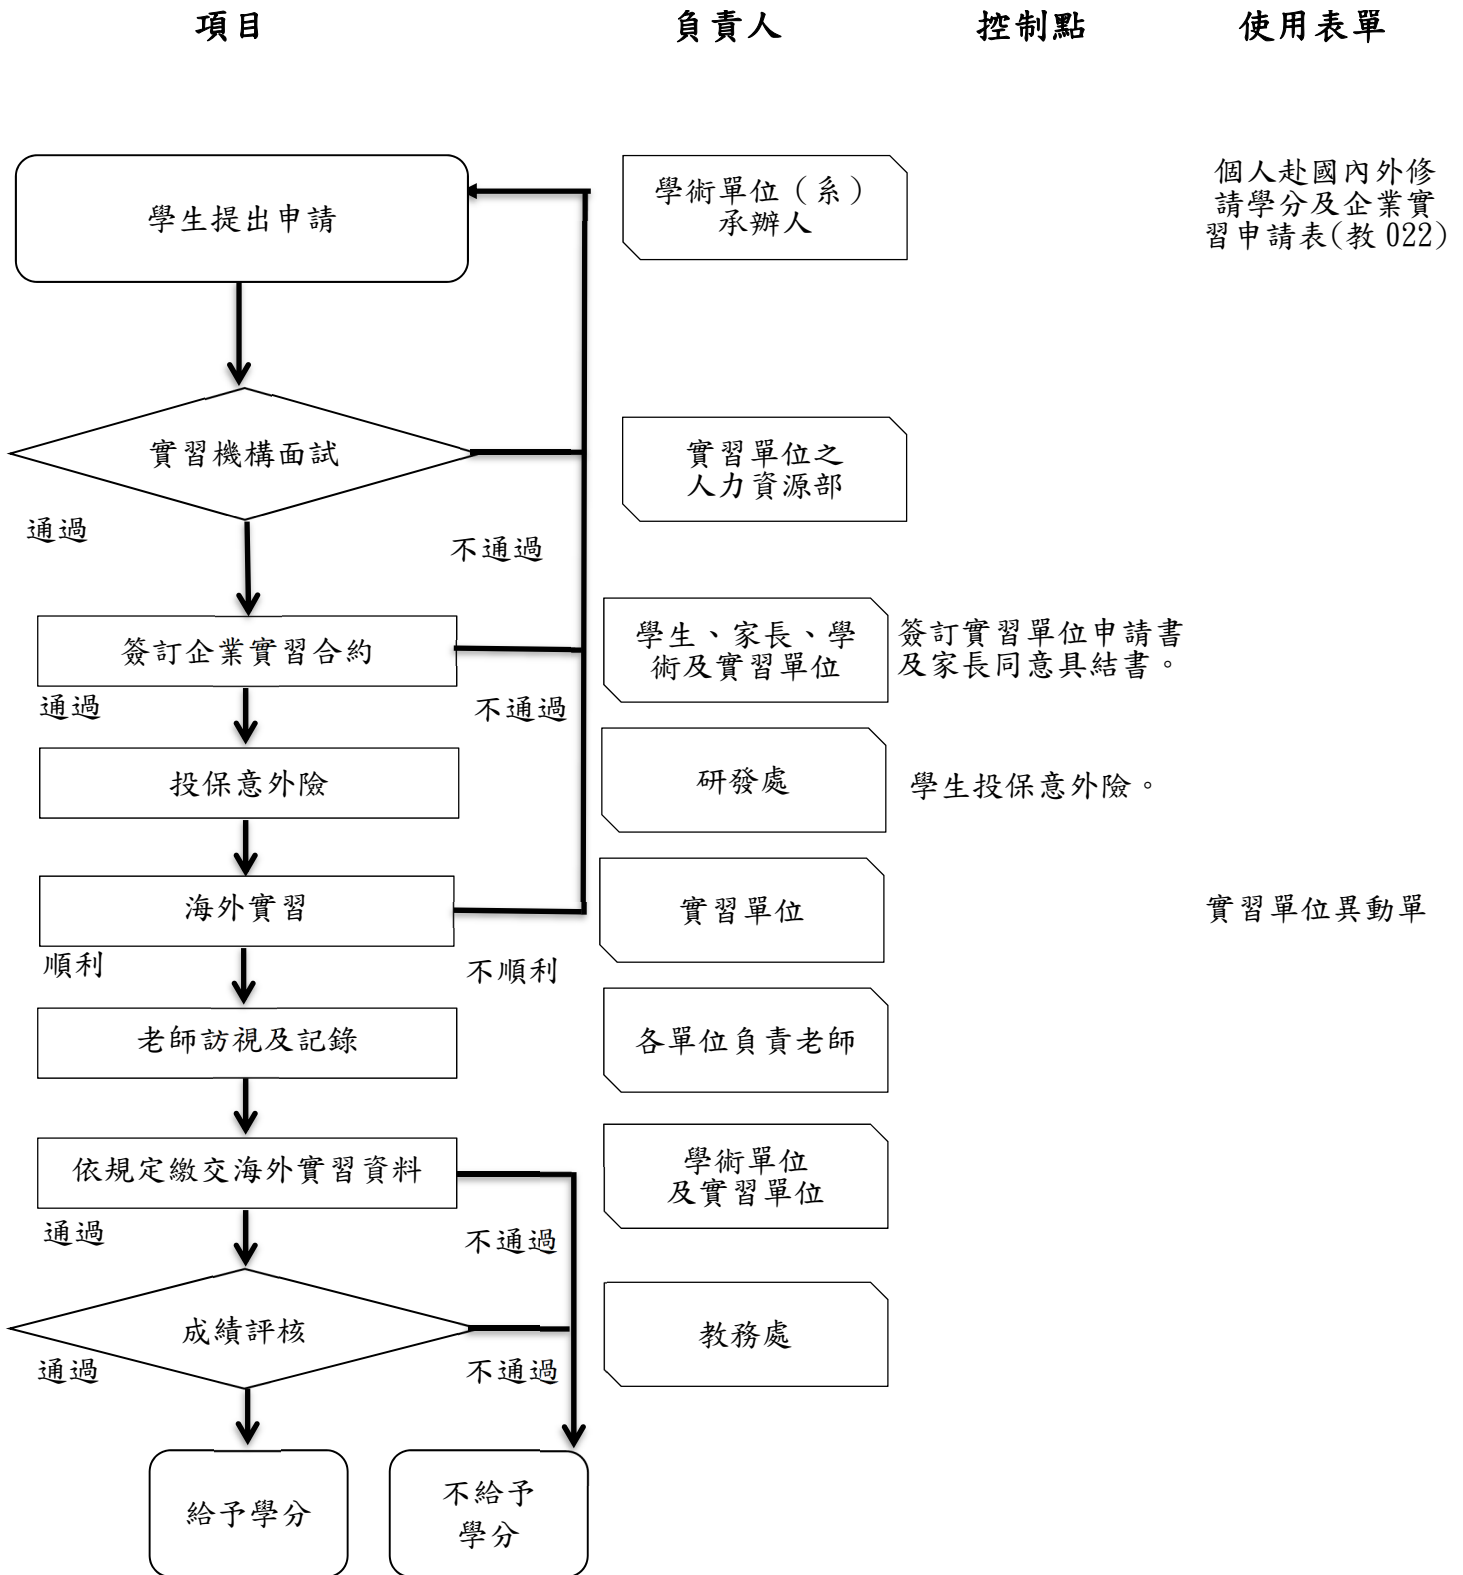 項目 負責人 控制點 使用表單
學生提出申請
學術單位（系）
承辦人
個人赴國內外修
請學分及企業實
習申請表(教 022)
實習機構面試
實習單位之
人力資源部
通過
不通過
簽訂企業實習合約
學生、家長、學
術及實習單位
簽訂實習單位申請書
及家長同意具結書。
通過
不通過
投保意外險
研發處
學生投保意外險。
海外實習
實習單位
實習單位異動單
順利
不順利
老師訪視及記錄
各單位負責老師
依規定繳交海外實習資料
學術單位
及實習單位
通過
不通過
成績評核
教務處
通過
不通過
給予學分
不給予
學分